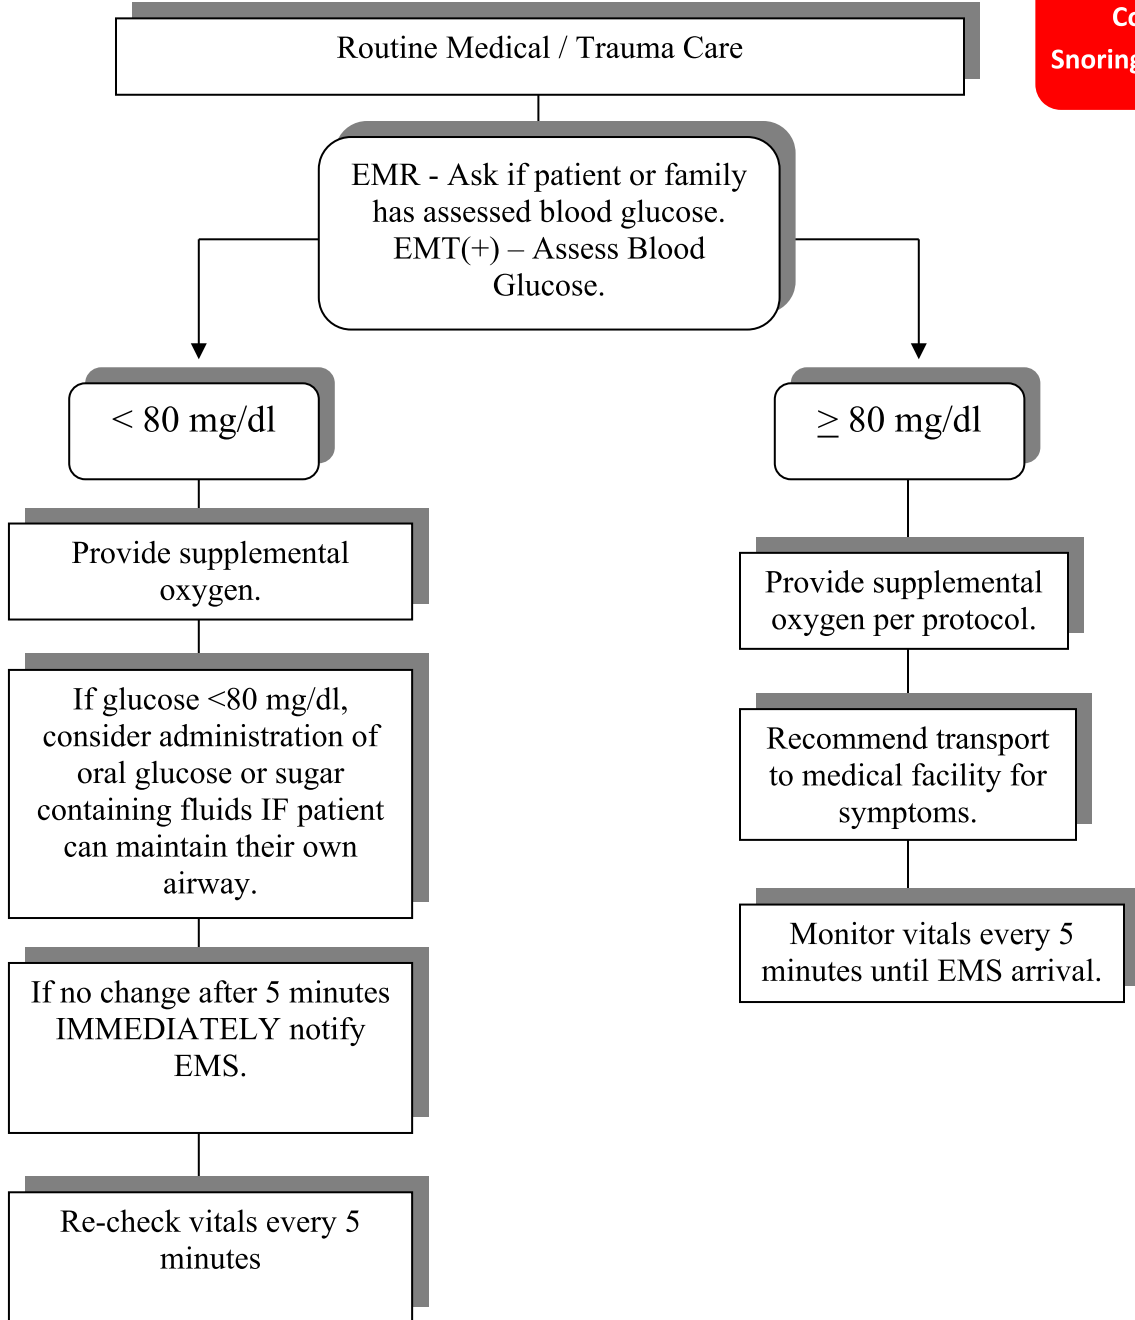 Routine Medical / Trauma Care
Snoring
EMR - Ask if patient or family
has assessed blood glucose.
EMT(+) – Assess Blood
Glucose.
< 80 mg/dl
≥ 80 mg/dl
Provide supplemental
oxygen.
If glucose <80 mg/dl,
consider administration of
oral glucose or sugar
containing fluids IF patient
can maintain their own
airway.
If no change after 5 minutes
IMMEDIATELY notify
EMS.
Re-check vitals every 5
minutes
Provide supplemental
oxygen per protocol.
Recommend transport
to medical facility for
symptoms.
Monitor vitals every 5
minutes until EMS arrival.